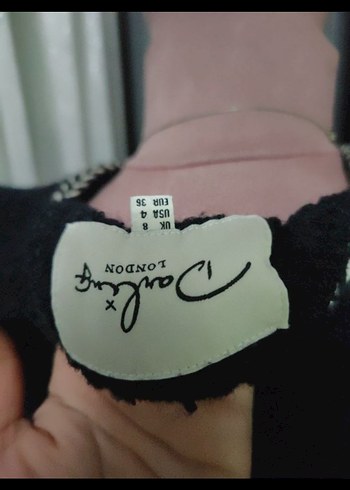 Darling
LONDON
UK 8
USA 4
EUR 36